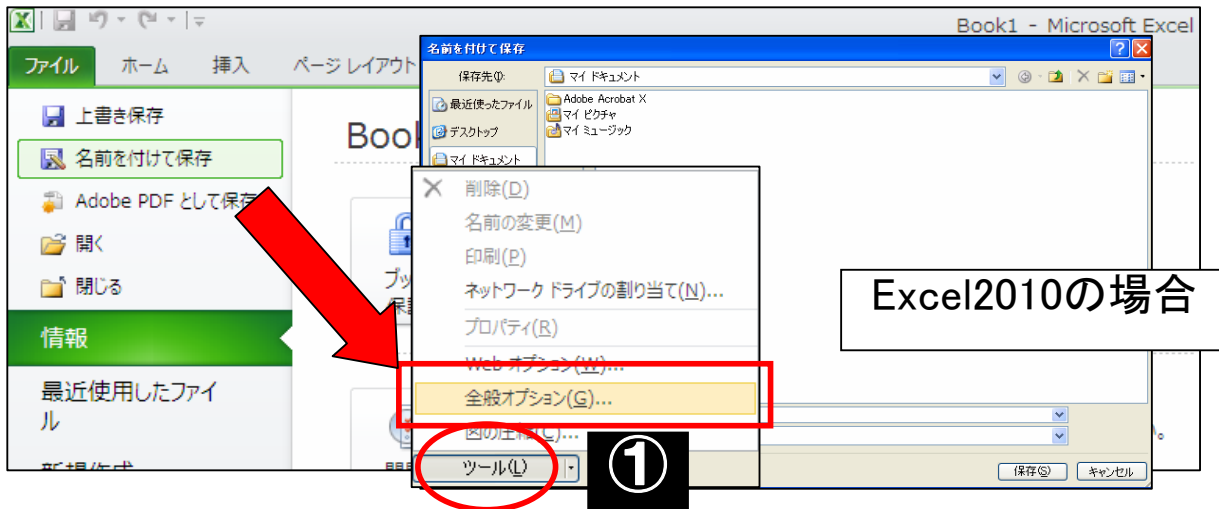 Book1 - Microsoft Excel
ファイル ホーム 挿入 ページ レイアウト
上書き保存
名前を付けて保存
Adobe PDF として保存
開く
閉じる
情報
最近使用したファイ
ル
Book
名前を付けて保存
保存先(I):
マイ ドキュメント
最近使ったファイル
デスクトップ
マイ ドキュメント
Adobe Acrobat X
マイ ピクチャ
マイ ミュージック
削除(D)
名前の変更(M)
印刷(P)
ネットワーク ドライブの割り当て(N)...
プロパティ(R)
Web オプション(W)...
全般オプション(G)...
図の圧縮(C)...
ツール(L)
①
保存(S)
キャンセル
Excel2010の場合